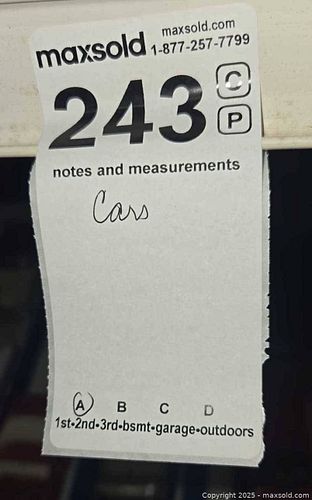 maxsold maxsold.com
1-877-257-7799
243 C
P
notes and measurements
Cars
A B C D
1st•2nd•3rd•bsmt•garage•outdoors
Copyright 2025 - maxsold.com